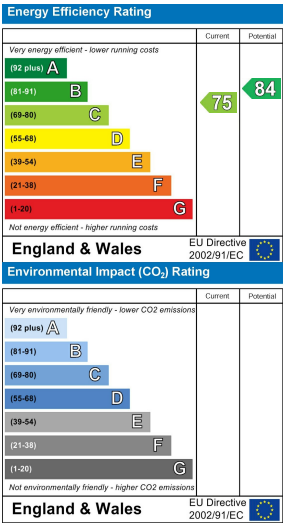 Energy Efficiency Rating
Current Potential
Very energy efficient - lower running costs
(92 plus) A
(81-91) B
84
(69-80) C
75
(55-68) D
(39-54) E
(21-38) F
(1-20) G
Not energy efficient - higher running costs
England & Wales
EU Directive
2002/91/EC
Environmental Impact (CO₂) Rating
Current Potential
Very environmentally friendly - lower CO2 emissions
(92 plus) A
(81-91) B
(69-80) C
(55-68) D
(39-54) E
(21-38) F
(1-20) G
Not environmentally friendly - higher CO2 emissions
England & Wales
EU Directive
2002/91/EC